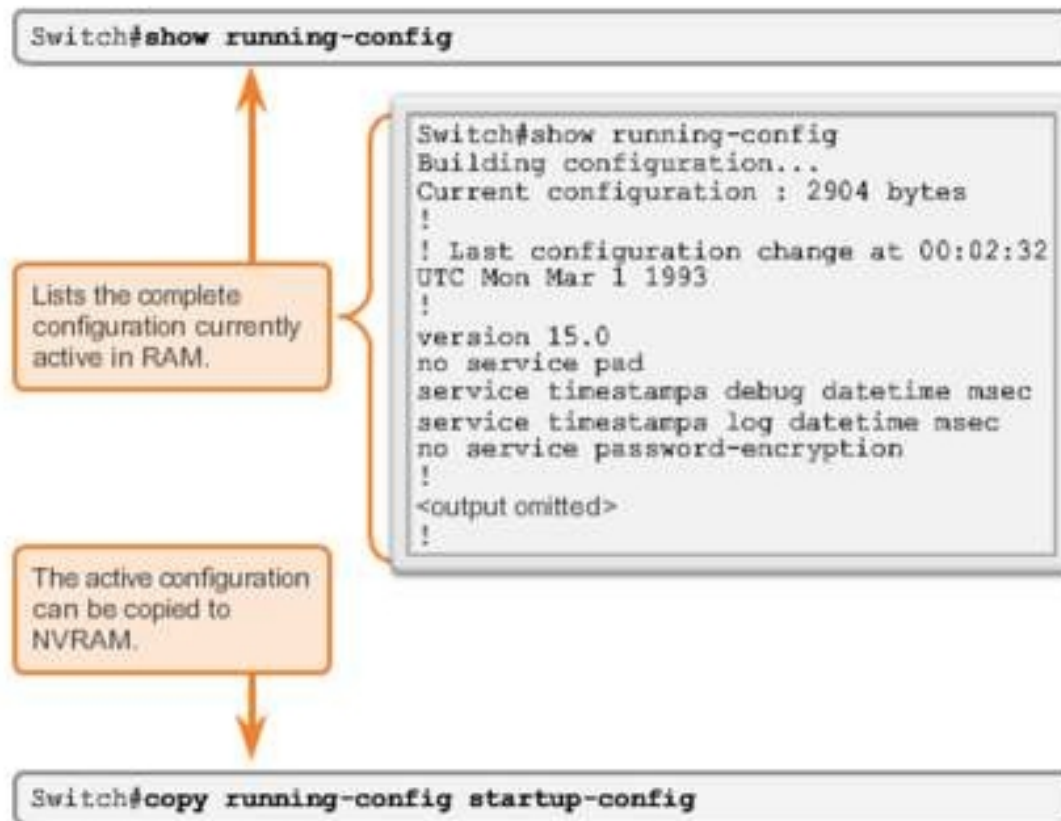 Switch#show running-config
Switch#show running-config
Building configuration...
Current configuration : 2904 bytes
!
! Last configuration change at 00:02:32
UTC Mon Mar 1 1993
!
version 15.0
no service pad
service timestamps debug datetime msec
service timestamps log datetime msec
no service password-encryption
!
<output omitted>
!
Lists the complete
configuration currently
active in RAM.
The active configuration
can be copied to
NVRAM.
Switch#copy running-config startup-config